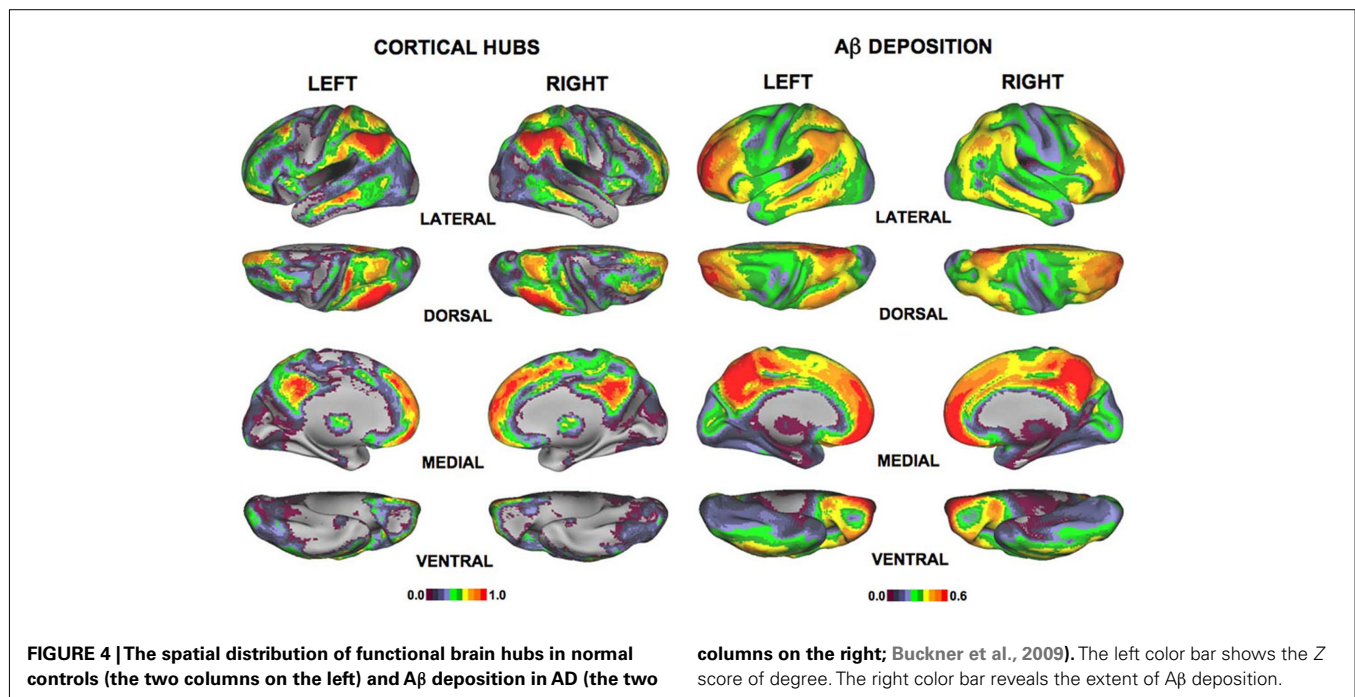 CORTICAL HUBS
Aβ DEPOSITION
LEFT
RIGHT
LEFT
RIGHT
LATERAL
LATERAL
DORSAL
DORSAL
MEDIAL
MEDIAL
VENTRAL
VENTRAL
0.0 1.0
0.0 0.6
FIGURE 4 | The spatial distribution of functional brain hubs in normal
controls (the two columns on the left) and Aβ deposition in AD (the two
columns on the right; Buckner et al., 2009). The left color bar shows the Z
score of degree. The right color bar reveals the extent of Aβ deposition.